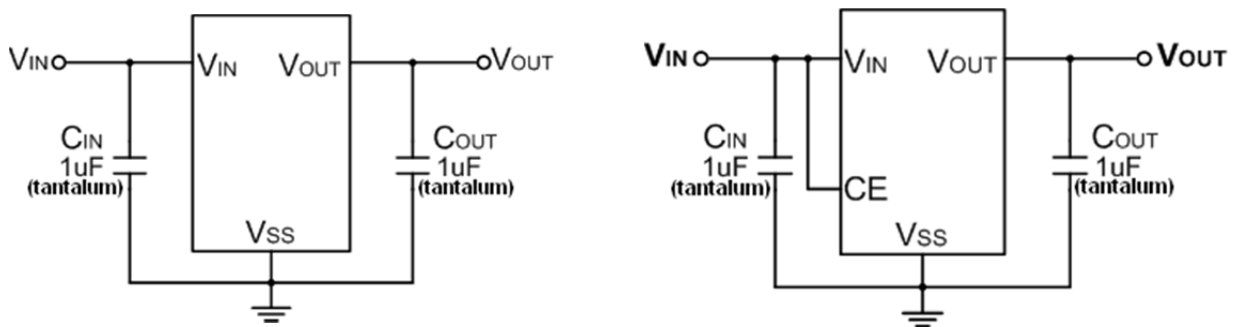 VIN
VIN
VOUT
VOUT
CIN
1uF
(tantalum)
COUT
1uF
(tantalum)
VSS
VIN
VIN
VOUT
VOUT
CIN
1uF
(tantalum)
CE
COUT
1uF
(tantalum)
VSS